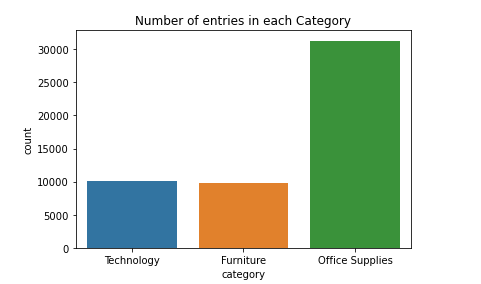 Number of entries in each Category
30000
25000
20000
15000
10000
5000
0
count
Technology
Furniture
Office Supplies
category